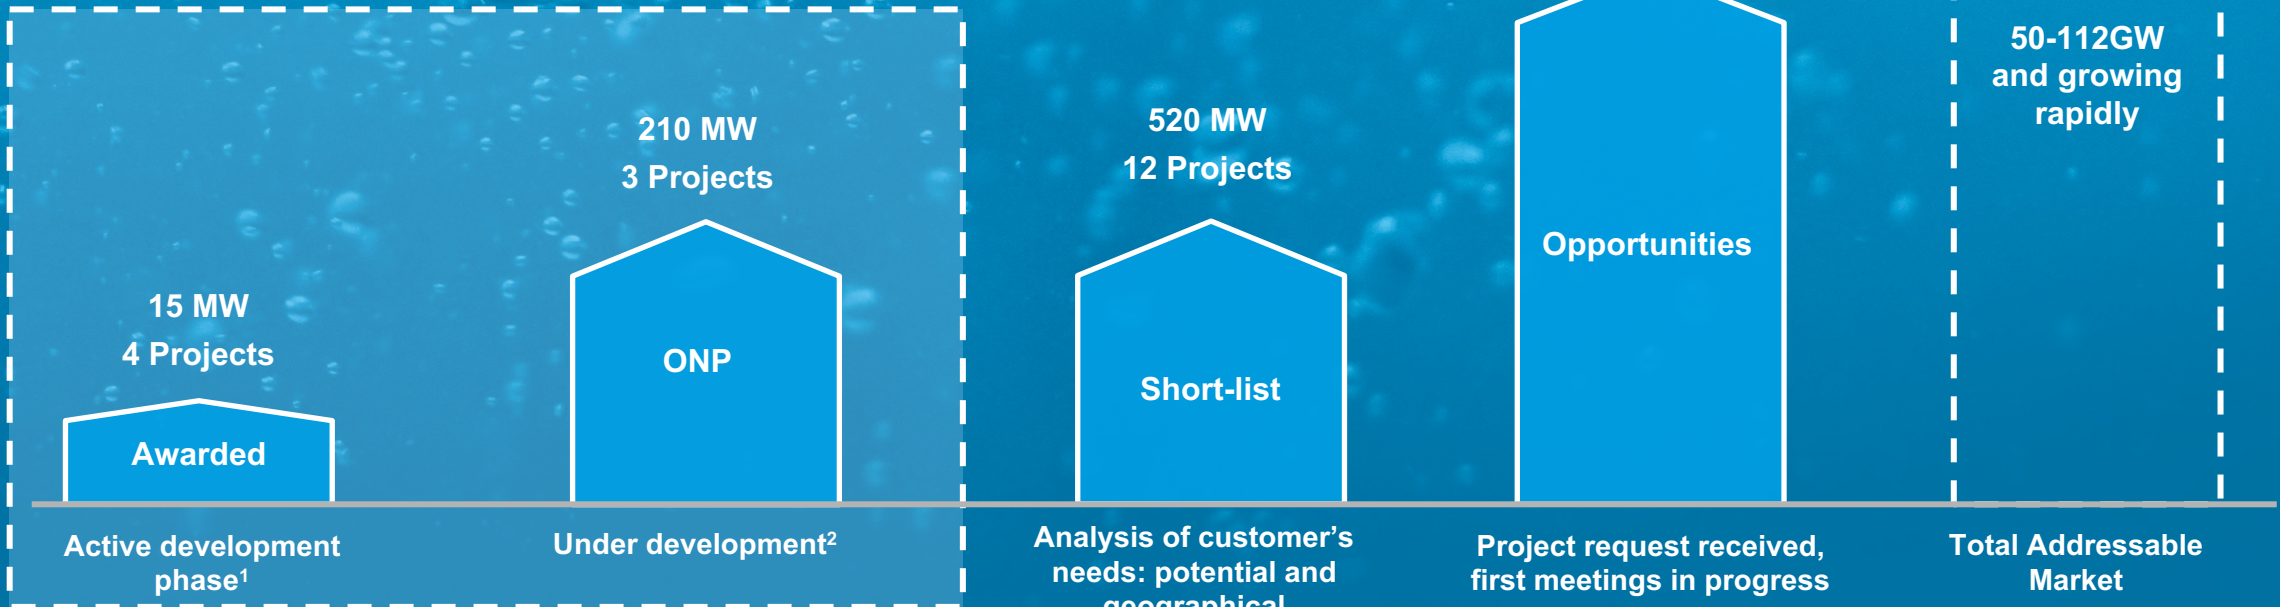 50-112GW
and growing
rapidly
210 MW
3 Projects
520 MW
12 Projects
Opportunities
15 MW
4 Projects
ONP
Short-list
Awarded
Active development
phase¹
Under development²
Analysis of customer’s
needs: potential and
geographical
Project request received,
first meetings in progress
Total Addressable
Market